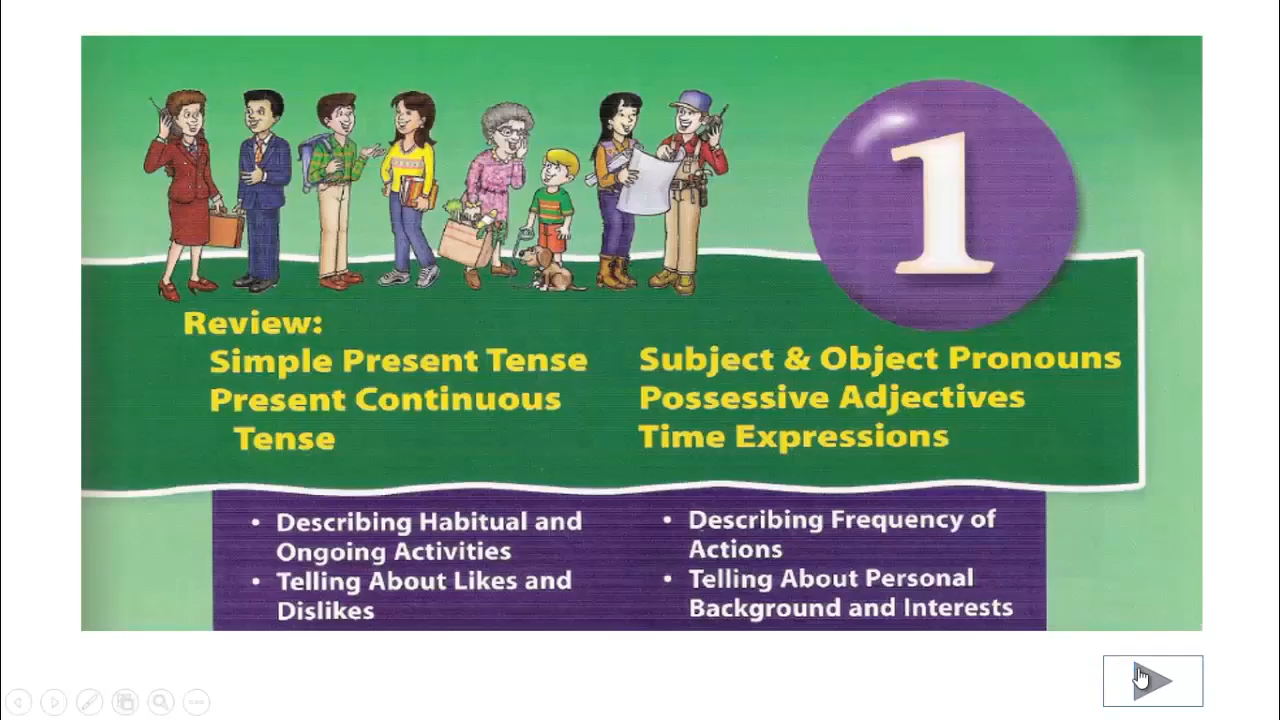 1
Review:
Simple Present Tense
Present Continuous
Tense
Subject & Object Pronouns
Possessive Adjectives
Time Expressions
• Describing Habitual and
Ongoing Activities
• Telling About Likes and
Dislikes
• Describing Frequency of
Actions
• Telling About Personal
Background and Interests